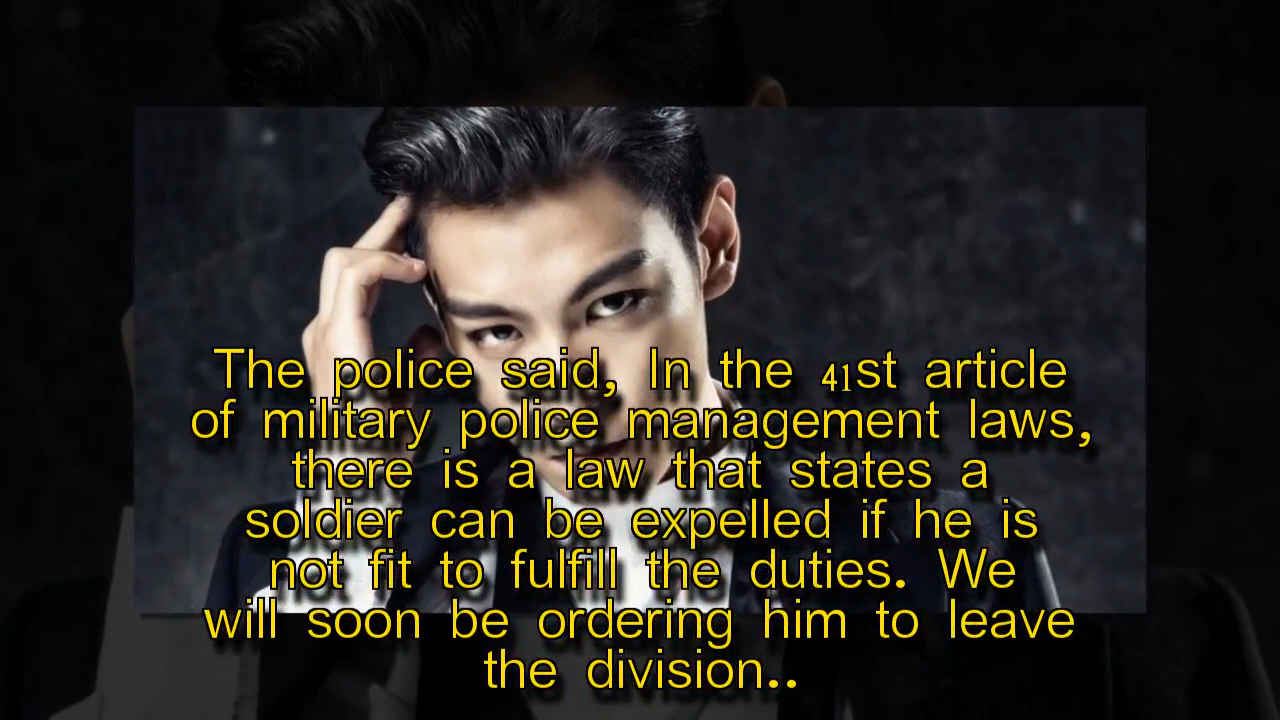 The police said, In the 41st article
of military police management laws,
there is a law that states a
soldier can be expelled if he is
not fit to fulfill the duties. We
will soon be ordering him to leave
the division..